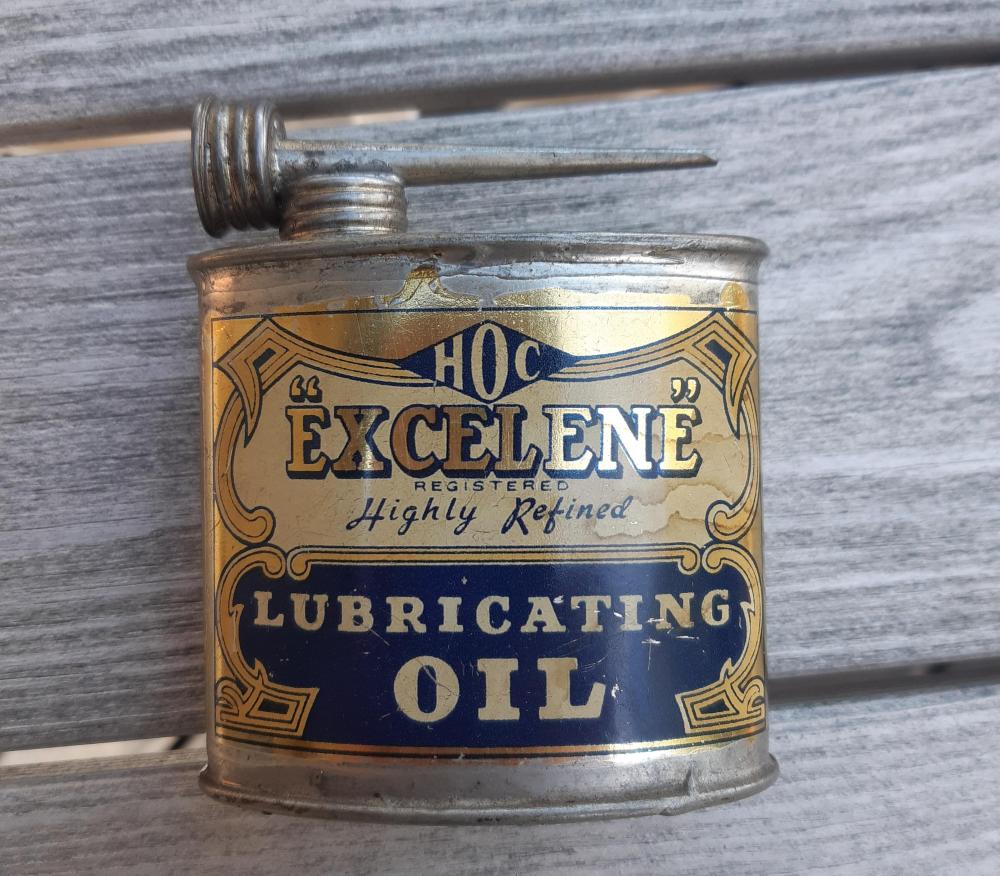 HOC
“EXCELENE”
REGISTERED
Highly Refined
LUBRICATING
OIL